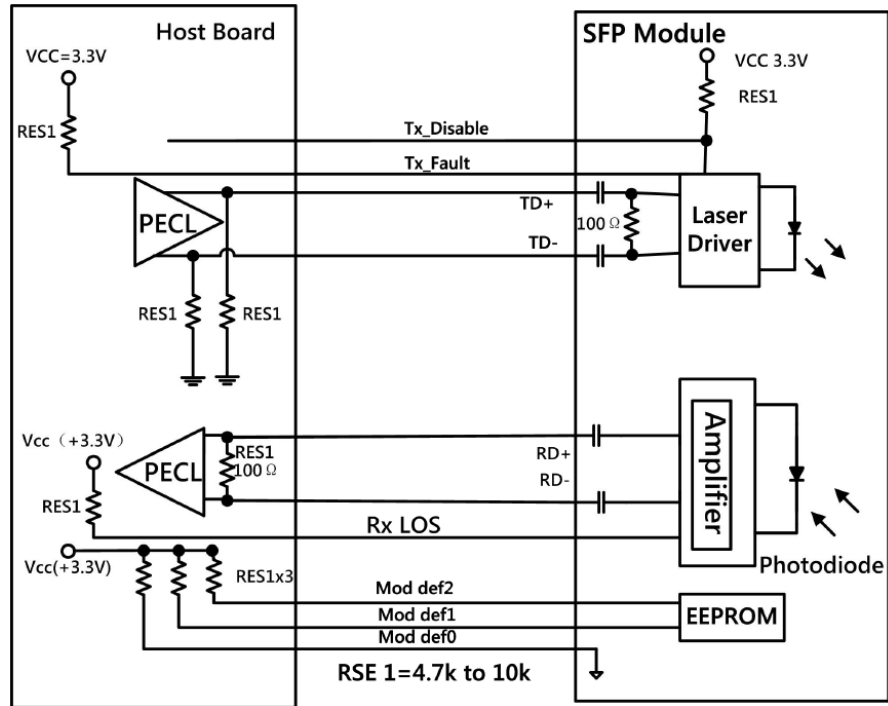 Host Board
SFP Module
VCC=3.3V
VCC 3.3V
RES1
RES1
Tx_Disable
Tx_Fault
PECL
TD+
100Ω
TD-
Laser
Driver
RES1
RES1
Vcc（+3.3V）
PECL
RES1
100Ω
RD+
RD-
Amplifier
RES1
Rx LOS
Vcc(+3.3V)
RES1x3
Photodiode
Mod def2
Mod def1
Mod def0
EEPROM
RSE 1=4.7k to 10k